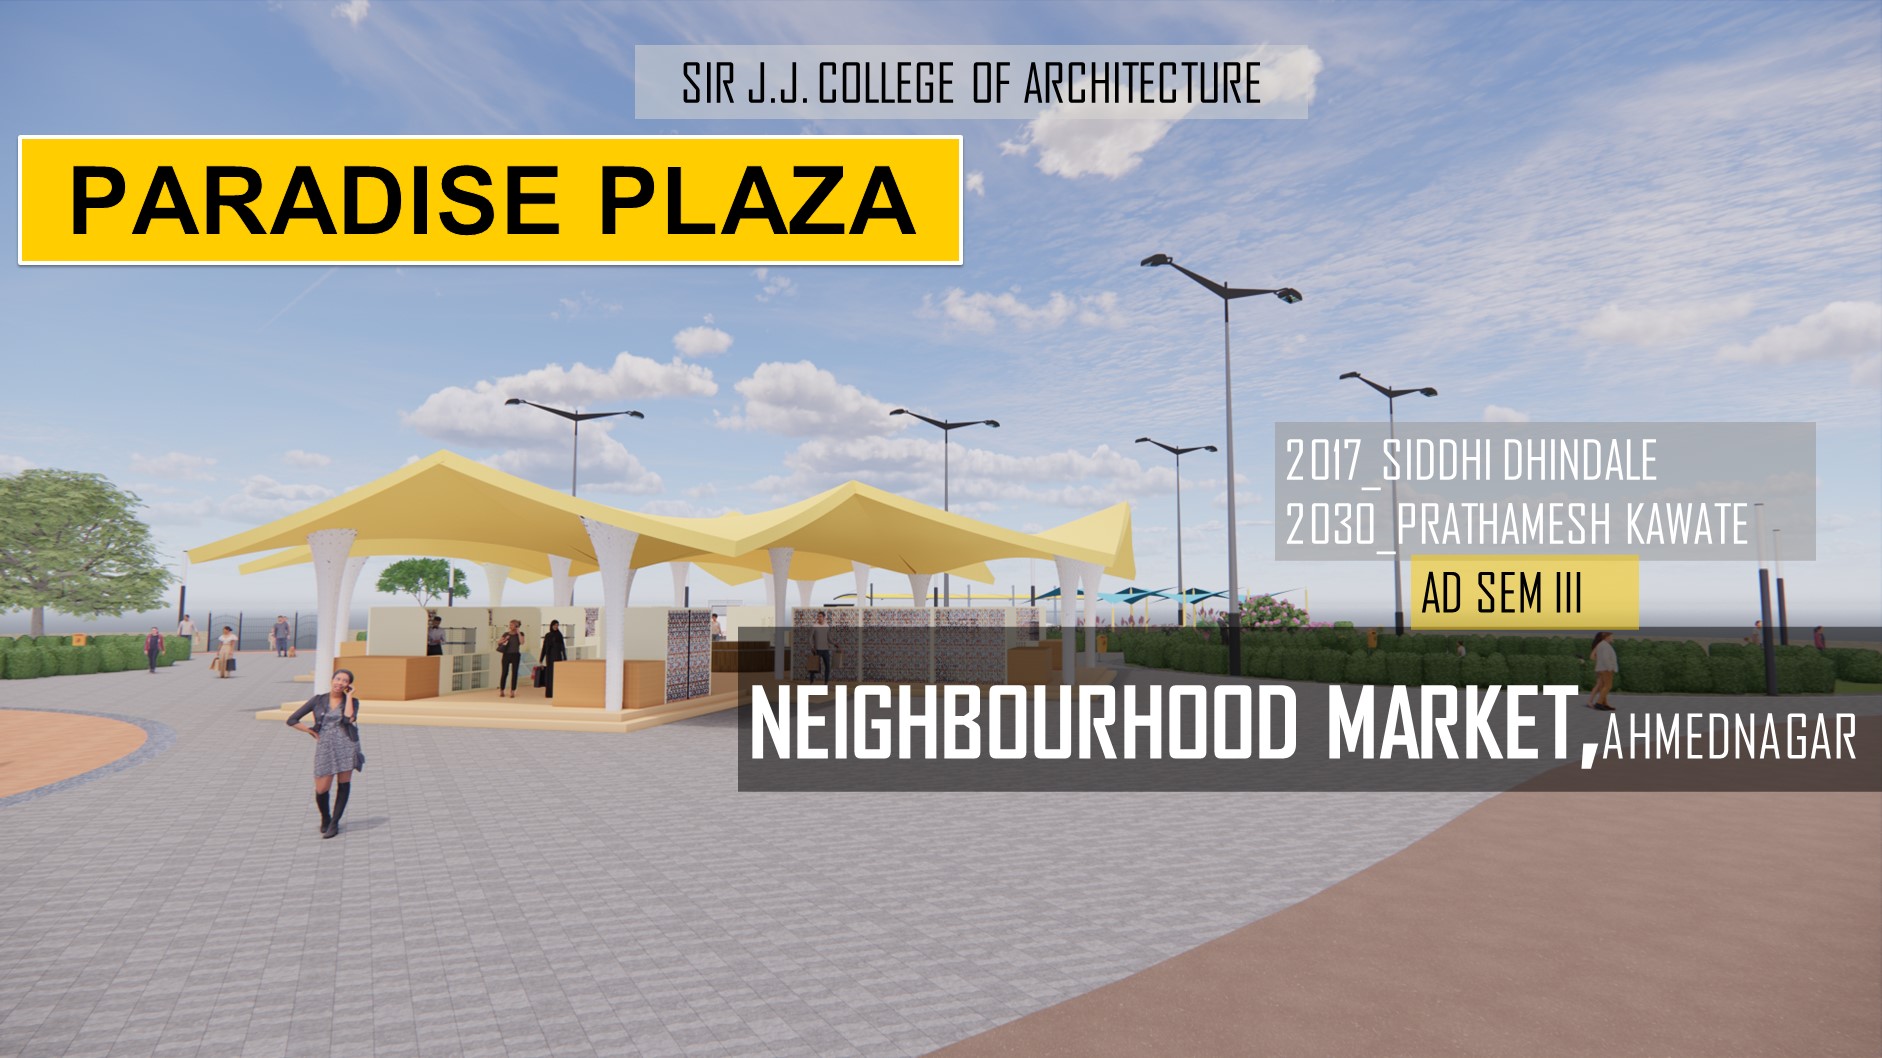 SIR J.J. COLLEGE OF ARCHITECTURE
PARADISE PLAZA
2017_SIDDHI DHINDALE
2030_PRATHAMESH KAWATE
AD SEM III
NEIGHBOURHOOD MARKET,AHMEDNAGAR